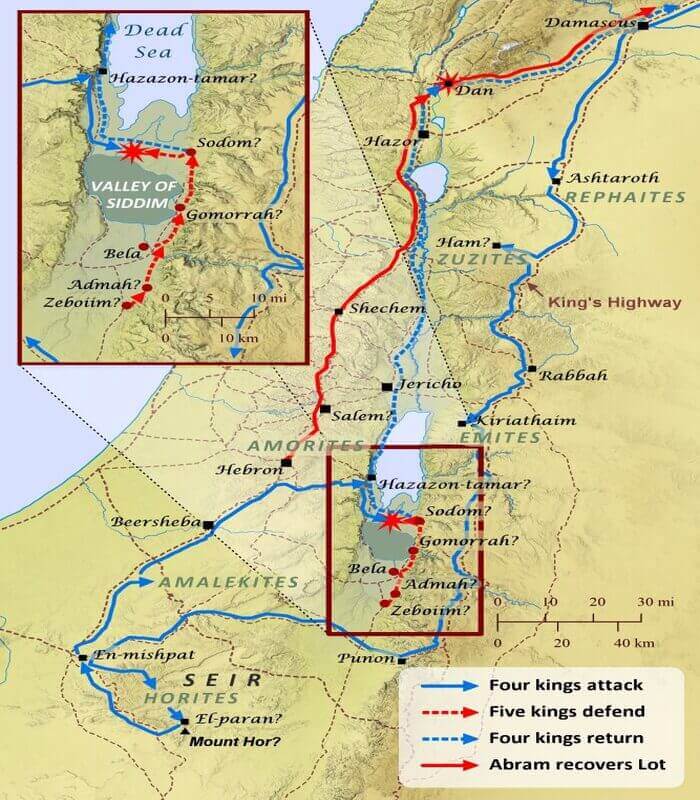 Dead
Sea
Hazazon-tamar?
Sodom?
VALLEY OF
SIDDIM
Gomorrah?
Bela
Admah?
Zeboiim?
0 5 10 mi
0 10 km
Damascus
Dan
Hazor
Ashtaroth
REPHAITES
Ham?
ZUZITES
King's Highway
Shechem
Rabbah
Jericho
Salem?
Kiriathaim
EMITES
AMORITES
Hebron
Hazazon-tamar?
Sodom?
Beersheba
Gomorrah?
Bela
Admah?
Zeboiim?
AMALEKITES
0 10 20 30 mi
0 20 40 km
En-mishpat
Punon
SEIR
HORITES
El-paran?
Mount Hor?
Four kings attack
Five kings defend
Four kings return
Abram recovers Lot